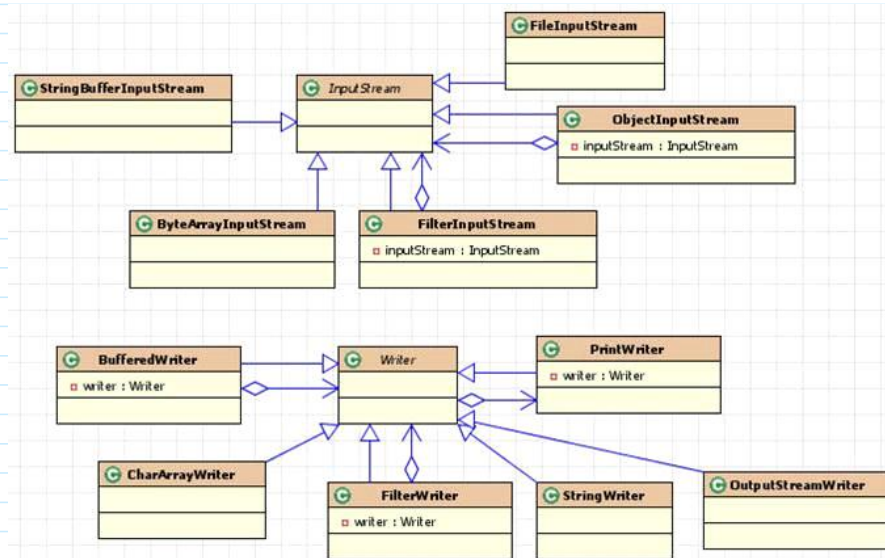 FileInputStream
StringBufferInputStream
InputStream
ObjectInputStream
inputStream : InputStream
ByteArrayInputStream
FilterInputStream
inputStream : InputStream
PrintWriter
writer : Writer
BufferedWriter
writer : Writer
Writer
CharArrayWriter
FilterWriter
writer : Writer
StringWriter
OutputStreamWriter